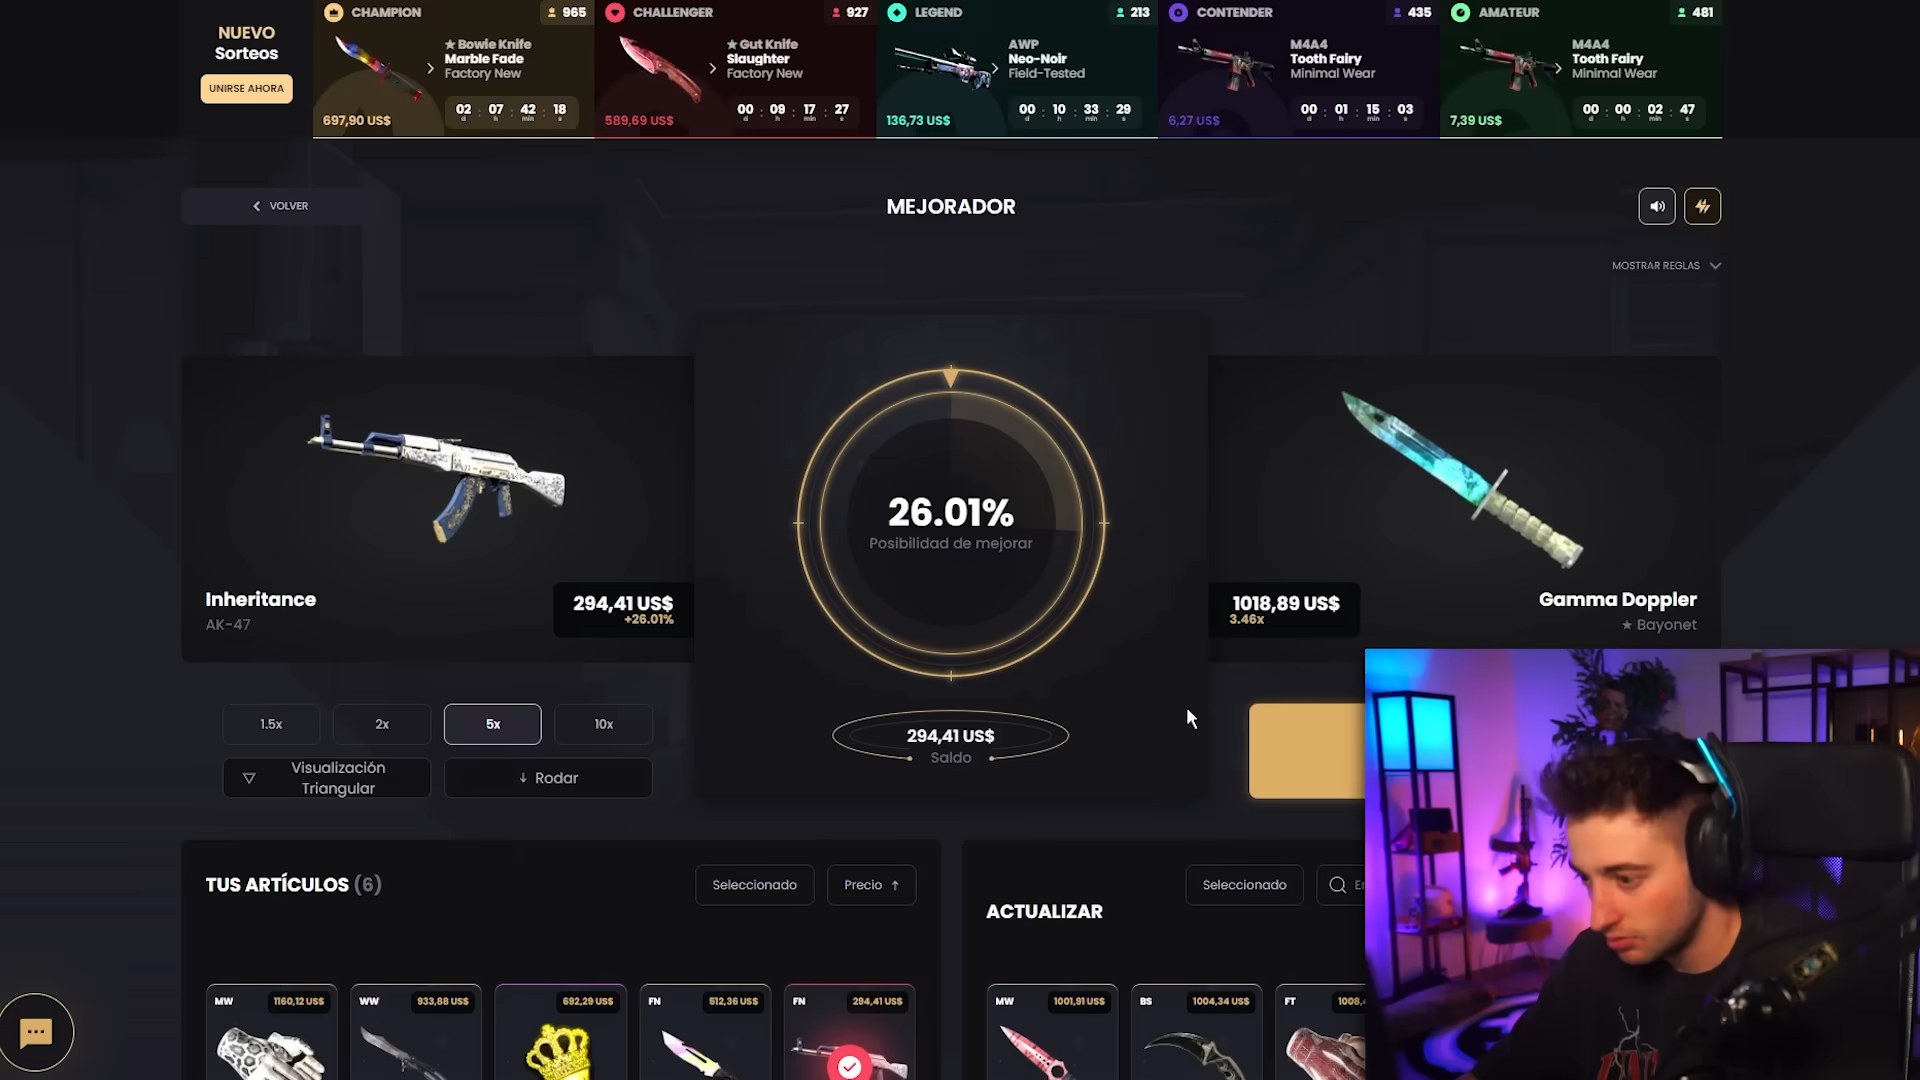 NUEVO
Sorteos
UNIRSE AHORA
CHAMPION
965
★ Bowie Knife
Marble Fade
Factory New
697,90 US$
02 : 07 : 42 : 18
d h min s
CHALLENGER
927
★ Gut Knife
Slaughter
Factory New
589,69 US$
00 : 09 : 17 : 27
d h min s
LEGEND
213
AWP
Neo-Noir
Field-Tested
136,73 US$
00 : 10 : 33 : 29
d h min s
CONTENDER
435
M4A4
Tooth Fairy
Minimal Wear
6,27 US$
00 : 01 : 15 : 03
d h min s
AMATEUR
481
M4A4
Tooth Fairy
Minimal Wear
7,39 US$
00 : 00 : 02 : 47
d h min s
VOLVER
MEJORADOR
MOSTRAR REGLAS
26.01%
Posibilidad de mejorar
Inheritance
AK-47
294,41 US$
+26.01%
1018,89 US$
3.46x
Gamma Doppler
★ Bayonet
1.5x
2x
5x
10x
Visualización
Triangular
Rodar
294,41 US$
Saldo
TUS ARTÍCULOS (6)
Seleccionado
Precio ↑
ACTUALIZAR
Seleccionado
MW 1160,12 US$
WW 933,88 US$
692,29 US$
FN 512,36 US$
FN 294,41 US$
MW 1001,91 US$
BS 1004,34 US$
FT